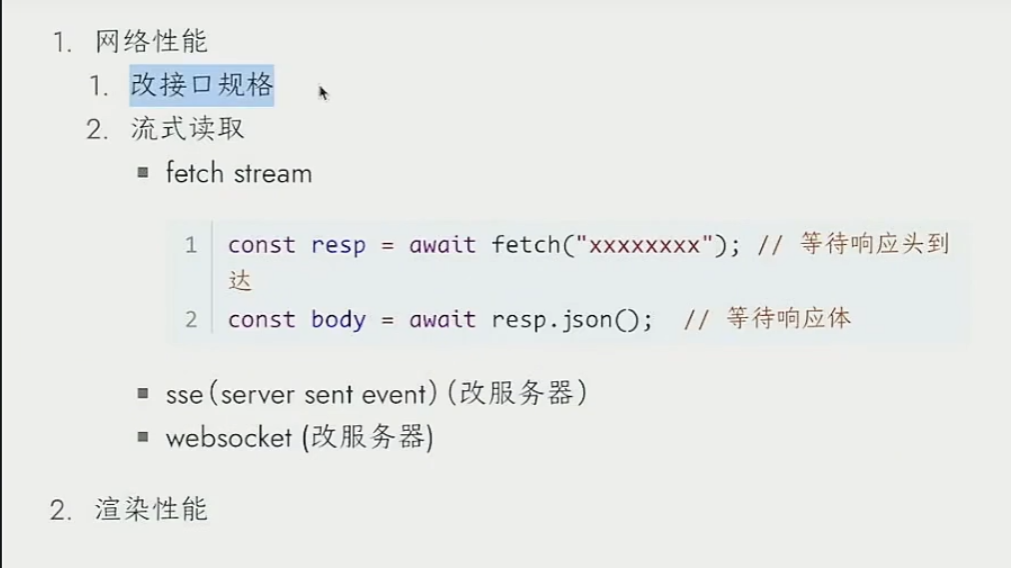 1. 网络性能
1. 改接口规格
2. 流式读取
▪ fetch stream
1 const resp = await fetch("xxxxxxxx"); // 等待响应头到
达
2 const body = await resp.json(); // 等待响应体
▪ sse(server sent event)(改服务器)
▪ websocket (改服务器)
2. 渲染性能